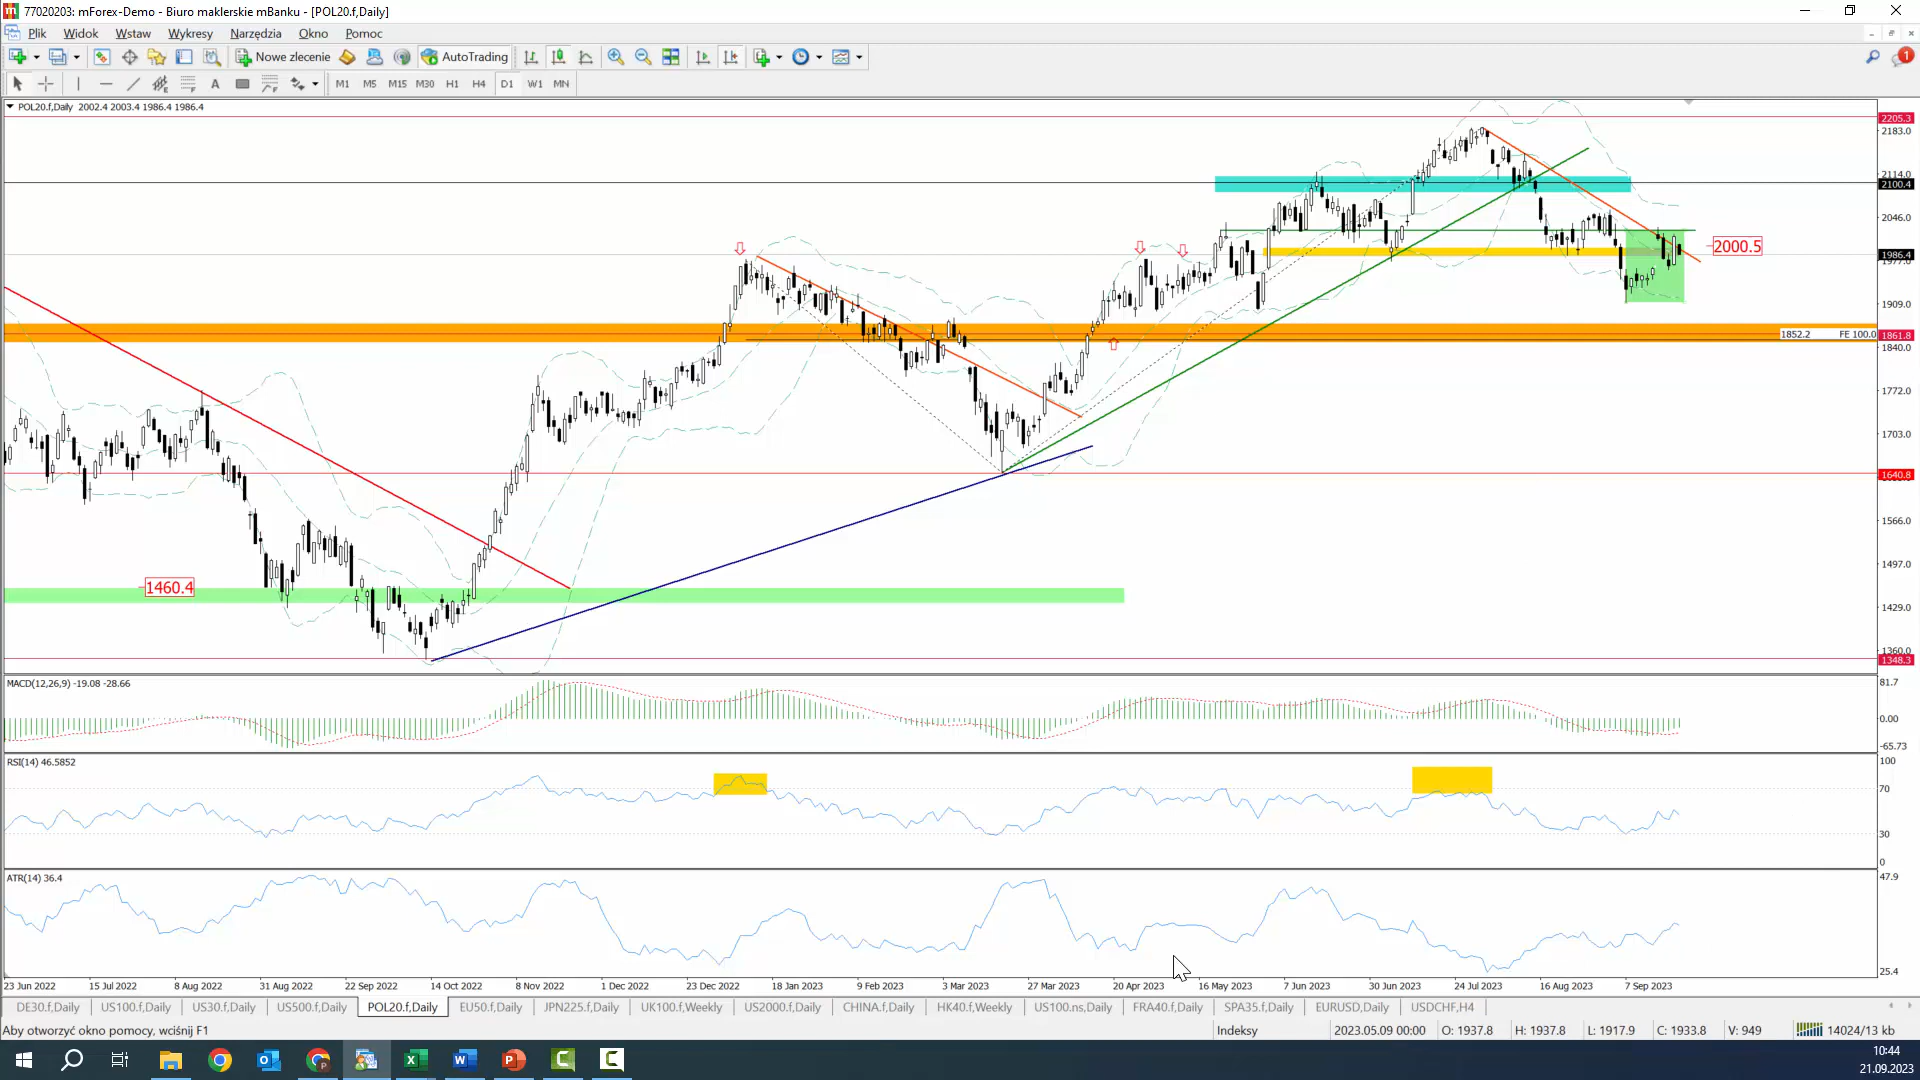 77020203: mForex-Demo - Biuro maklerskie mBanku - [POL20.f,Daily]
Plik Widok Wstaw Wykresy Narzędzia Okno Pomoc
Nowe zlecenie AutoTrading 1
A M1 M5 M15 M30 H1 H4 D1 W1 MN
POL20.f,Daily 2002.4 2003.4 1986.4 1986.4
2205.3
2183.0
2114.0
2100.4
2046.0
2000.5
1986.4
1909.0
1852.2 FE 100.0 1861.8
1840.0
1772.0
1703.0
1640.8
1566.0
1497.0
1460.4
1429.0
1360.0
1348.3
MACD(12,26,9) -19.08 -28.66
81.7
0.00
-65.73
RSI(14) 46.5852
100
70
30
0
ATR(14) 36.4
47.9
25.4
23 Jun 2022 15 Jul 2022 8 Aug 2022 31 Aug 2022 22 Sep 2022 14 Oct 2022 8 Nov 2022 1 Dec 2022 23 Dec 2022 18 Jan 2023 9 Feb 2023 3 Mar 2023 27 Mar 2023 20 Apr 2023 16 May 2023 7 Jun 2023 30 Jun 2023 24 Jul 2023 16 Aug 2023 7 Sep 2023
DE30.f,Daily US100.f,Daily US30.f,Daily US500.f,Daily POL20.f,Daily EU50.f,Daily JPN225.f,Daily UK100.f,Weekly US2000.f,Daily CHINA.f,Daily HK40.f,Weekly US100.ns,Daily FRA40.f,Daily SPA35.f,Daily EURUSD,Daily USDCHF,H4
Aby otworzyć okno pomocy, wciśnij F1 Indeksy 2023.05.09 00:00 O: 1937.8 H: 1937.8 L: 1917.9 C: 1933.8 V: 949 14024/13 kb
10:44
21.09.2023